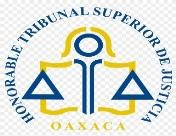 HONORABLE TRIBUNAL SUPERIOR DE JUSTICIA
OAXACA